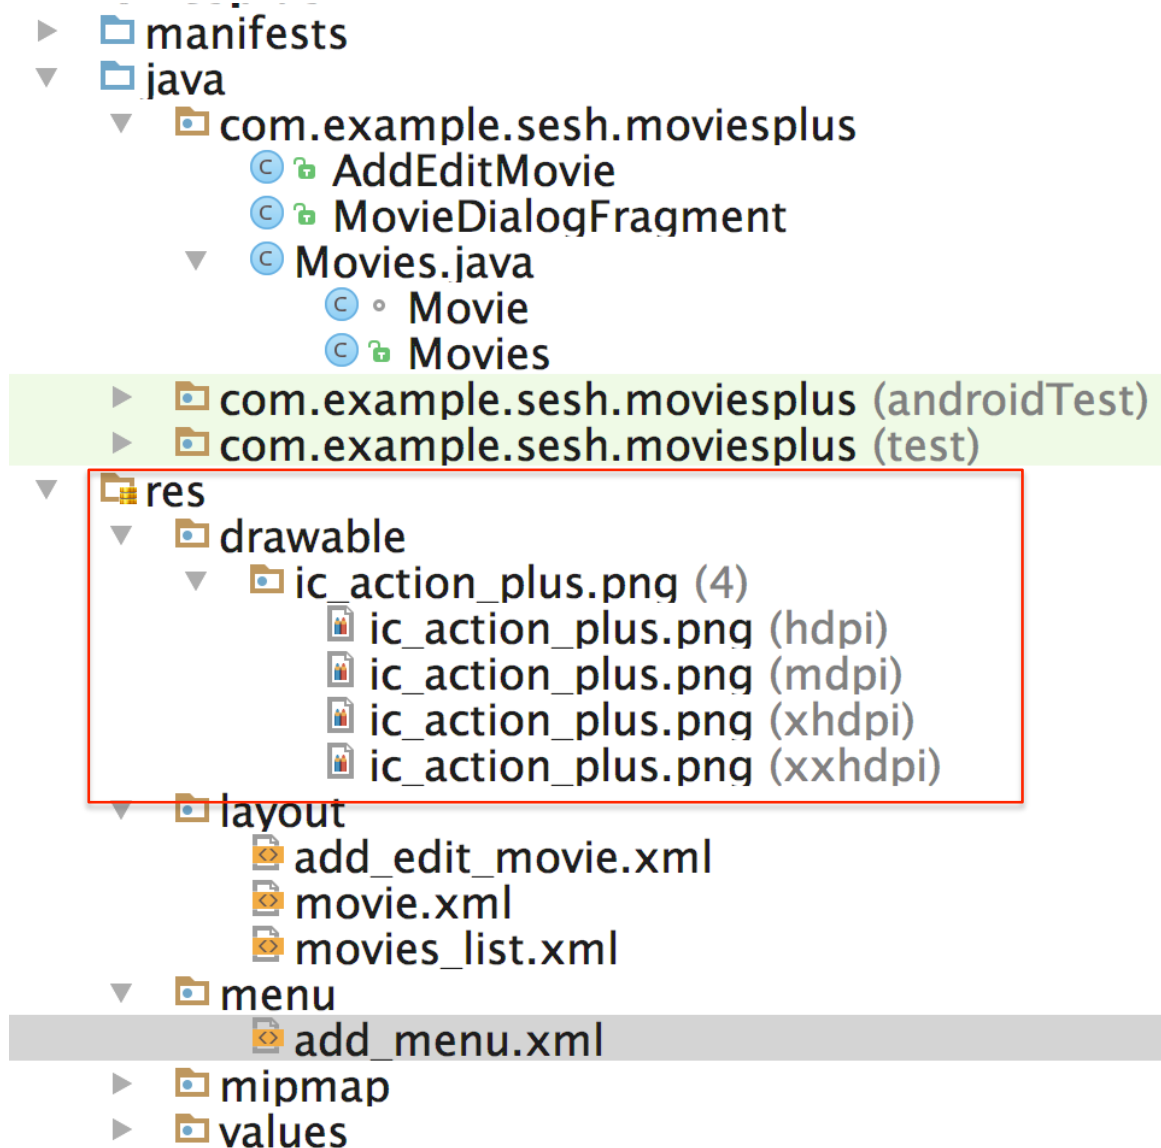 manifests
java
com.example.sesh.moviesplus
AddEditMovie
MovieDialogFragment
Movies.java
Movie
Movies
com.example.sesh.moviesplus (androidTest)
com.example.sesh.moviesplus (test)
res
drawable
ic_action_plus.png (4)
ic_action_plus.png (hdpi)
ic_action_plus.png (mdpi)
ic_action_plus.png (xhdpi)
ic_action_plus.png (xxhdpi)
layout
add_edit_movie.xml
movie.xml
movies_list.xml
menu
add_menu.xml
mipmap
values